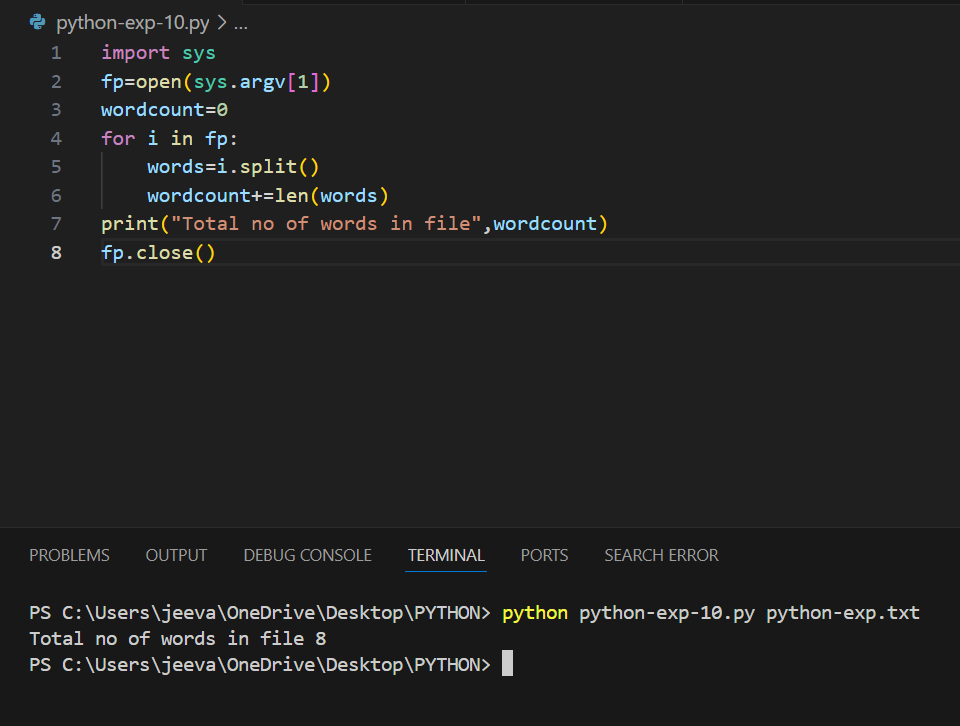 python-exp-10.py > ...
1 import sys
2 fp=open(sys.argv[1])
3 wordcount=0
4 for i in fp:
5     words=i.split()
6     wordcount+=len(words)
7 print("Total no of words in file",wordcount)
8 fp.close()
PROBLEMS OUTPUT DEBUG CONSOLE TERMINAL PORTS SEARCH ERROR
PS C:\Users\jeeva\OneDrive\Desktop\PYTHON> python python-exp-10.py python-exp.txt
Total no of words in file 8
PS C:\Users\jeeva\OneDrive\Desktop\PYTHON>